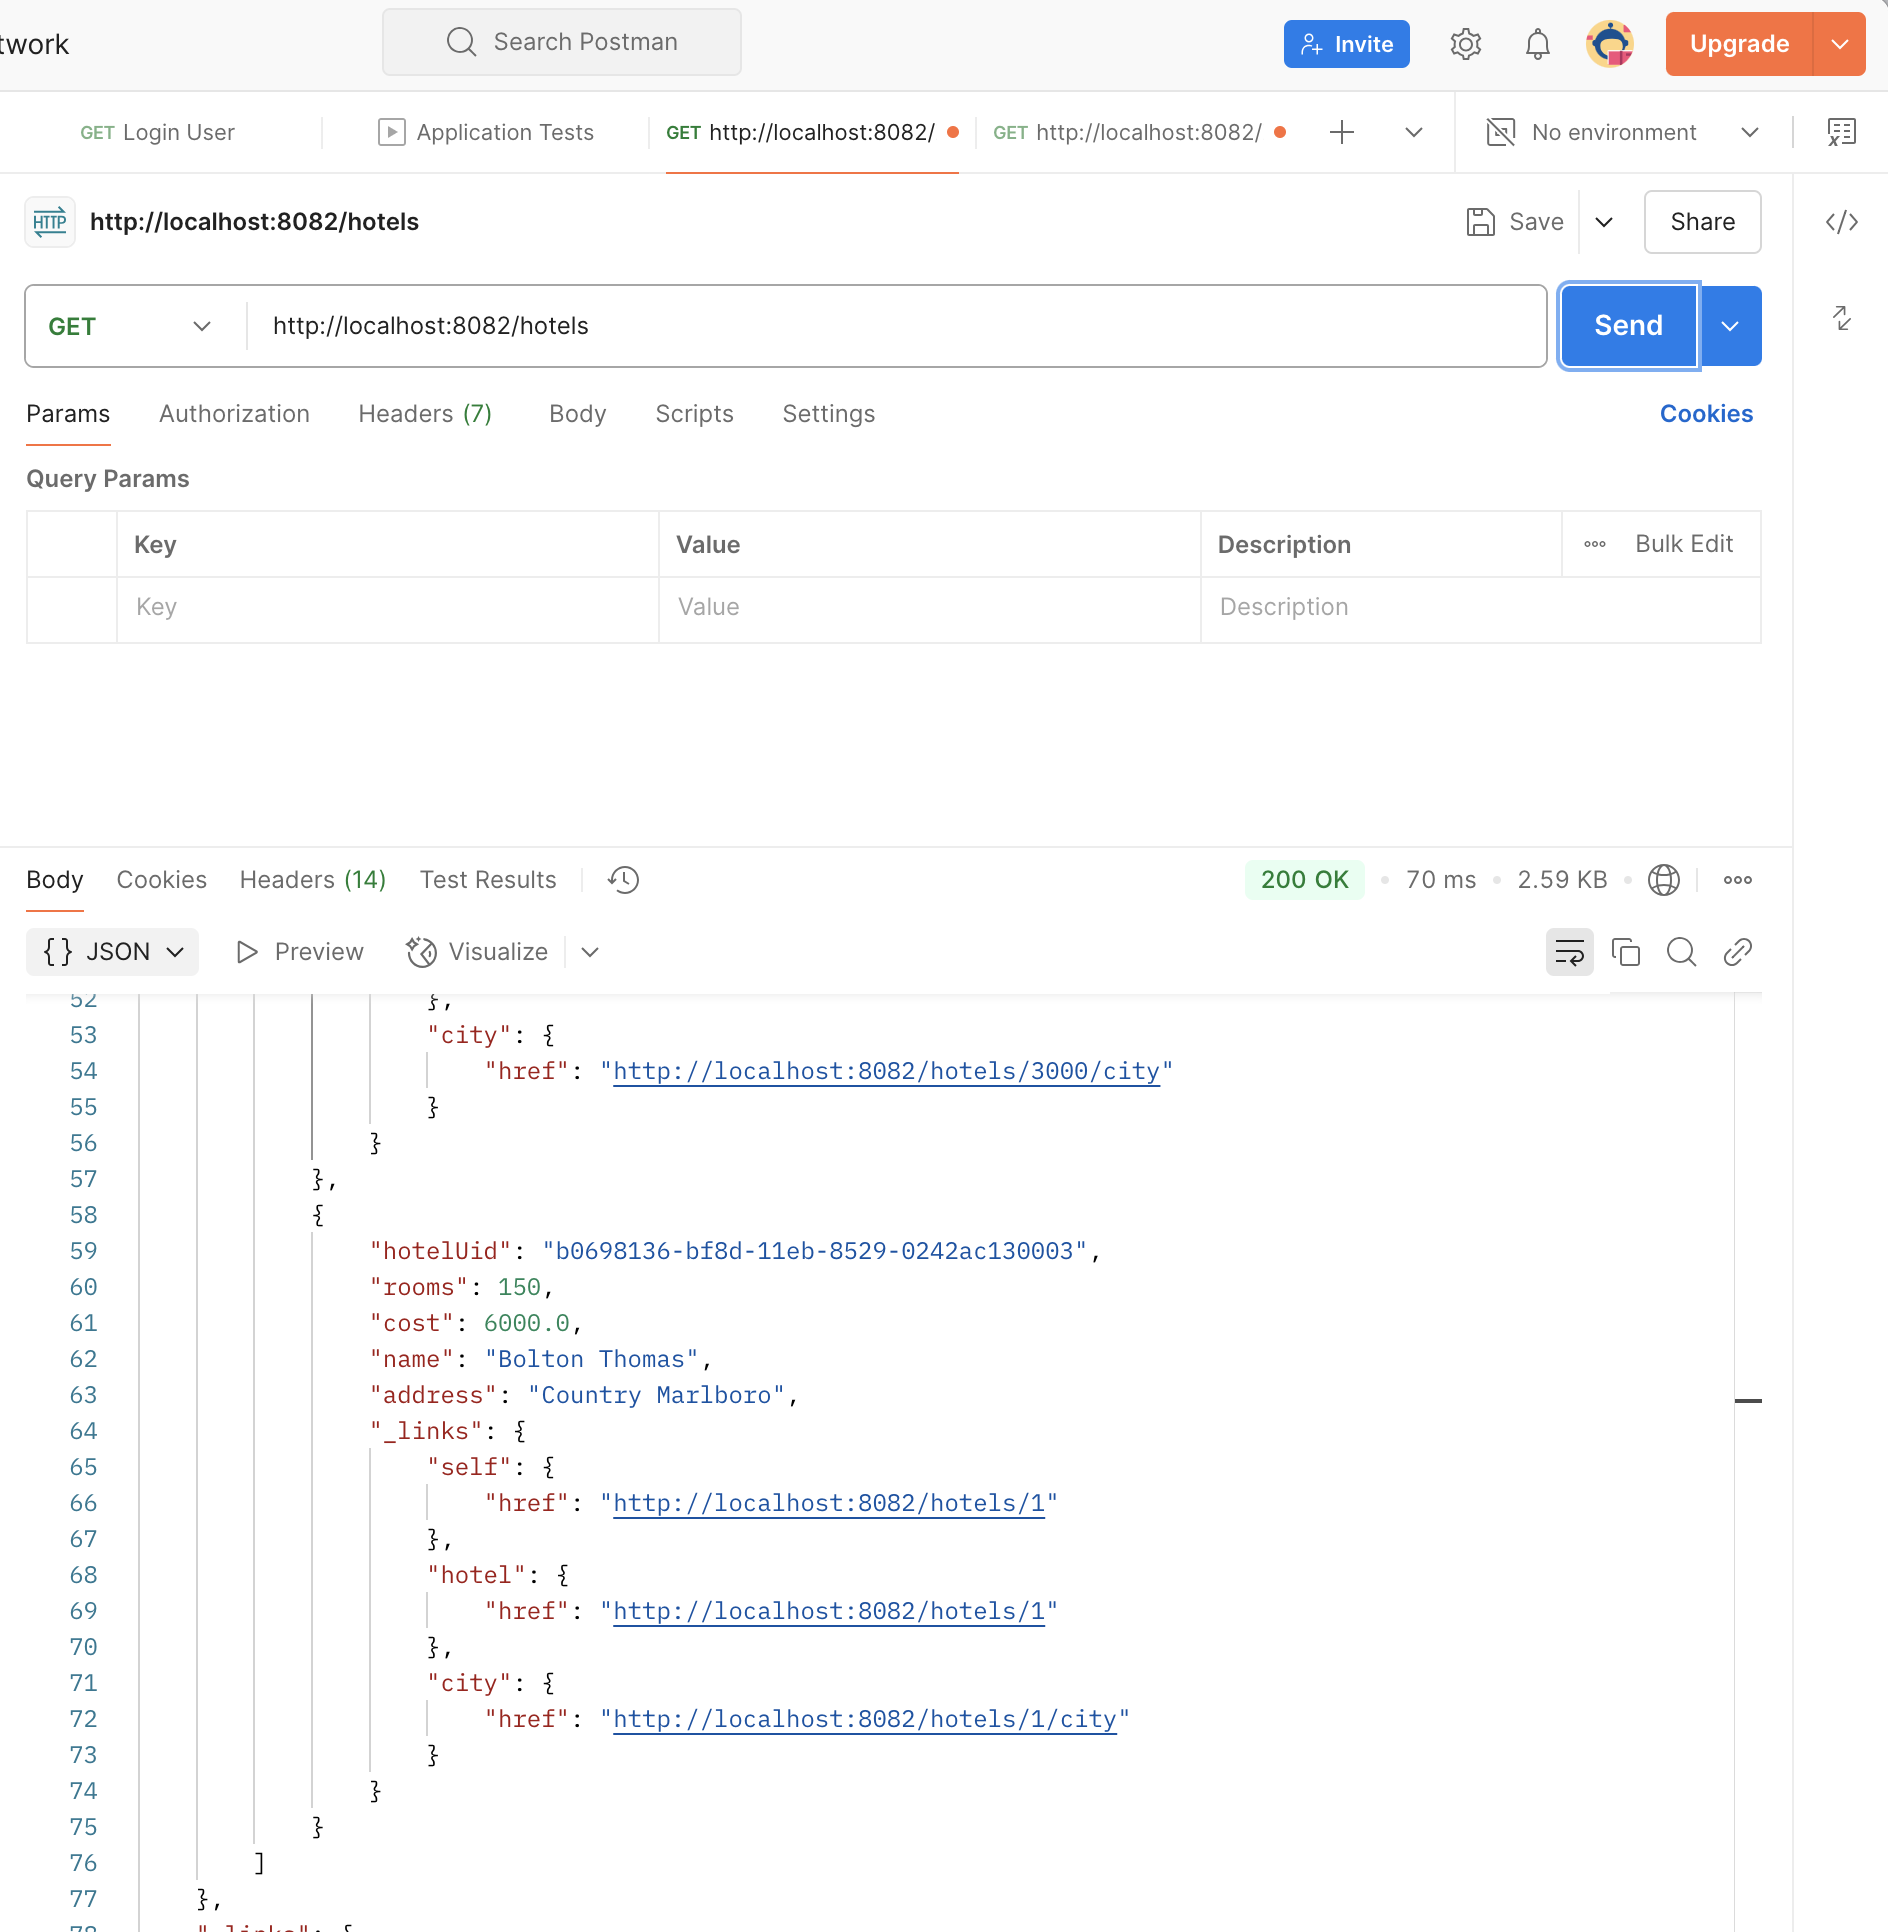 twork
Search Postman
Invite
Upgrade
GET Login User
Application Tests
GET http://localhost:8082/
GET http://localhost:8082/
No environment
HTTP
http://localhost:8082/hotels
Save
Share
GET
http://localhost:8082/hotels
Send
Params
Authorization
Headers (7)
Body
Scripts
Settings
Cookies
Query Params
Key
Value
Description
Bulk Edit
Key
Value
Description
Body
Cookies
Headers (14)
Test Results
200 OK
70 ms
2.59 KB
{} JSON
Preview
Visualize
52 },
53 "city": {
54 "href": "http://localhost:8082/hotels/3000/city"
55 }
56 }
57 },
58 {
59 "hotelUid": "b0698136-bf8d-11eb-8529-0242ac130003",
60 "rooms": 150,
61 "cost": 6000.0,
62 "name": "Bolton Thomas",
63 "address": "Country Marlboro",
64 "_links": {
65 "self": {
66 "href": "http://localhost:8082/hotels/1"
67 },
68 "hotel": {
69 "href": "http://localhost:8082/hotels/1"
70 },
71 "city": {
72 "href": "http://localhost:8082/hotels/1/city"
73 }
74 }
75 }
76 ]
77 },
78 "_links": {